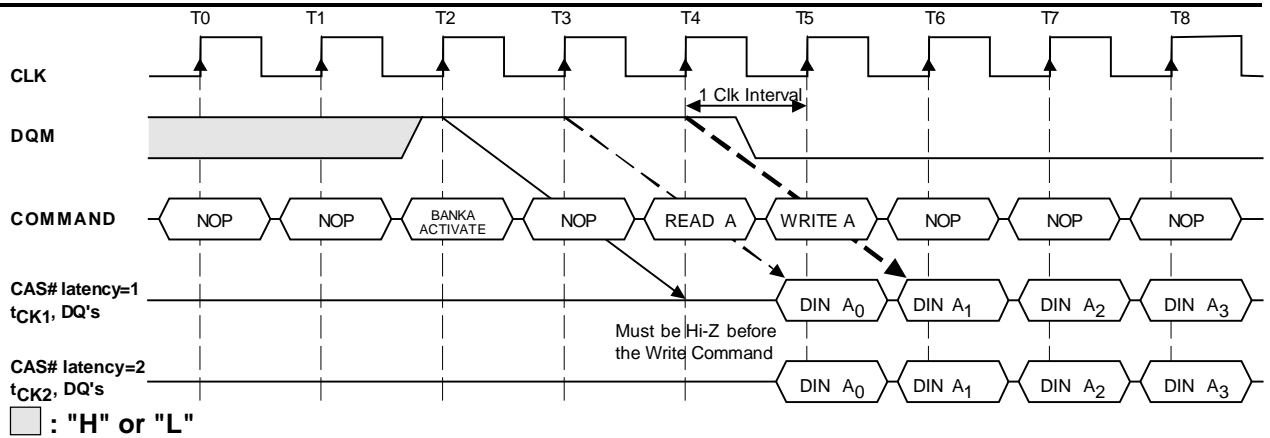 T0 T1 T2 T3 T4 T5 T6 T7 T8
CLK
1 Clk Interval
DQM
COMMAND NOP NOP BANKA ACTIVATE NOP READ A WRITE A NOP NOP NOP
CAS# latency=1
tCK1, DQ's
DIN A0 DIN A1 DIN A2 DIN A3
Must be Hi-Z before
the Write Command
CAS# latency=2
tCK2, DQ's
DIN A0 DIN A1 DIN A2 DIN A3
: "H" or "L"